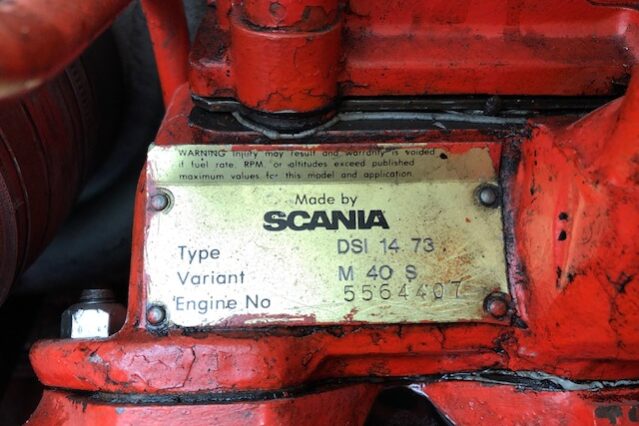 WARNING Injury may result and warranty is voided
if fuel rate, RPM, or altitudes exceed published
maximum values for this model and application.
Made by
SCANIA
Type DSI 14 73
Variant M 40 S
Engine No 5564407